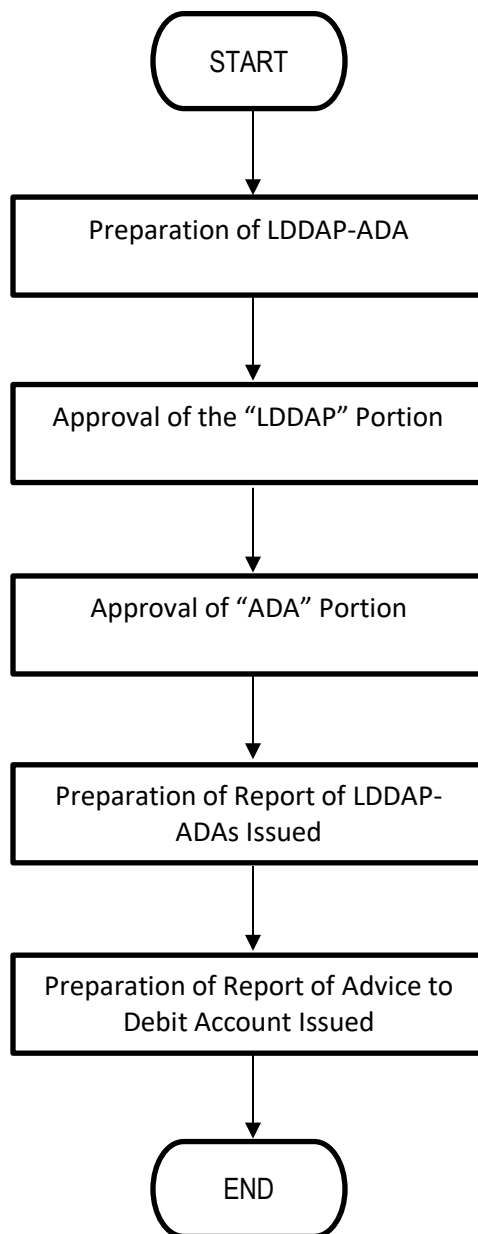 START
Preparation of LDDAP-ADA
Approval of the “LDDAP” Portion
Approval of “ADA” Portion
Preparation of Report of LDDAP-
ADAs Issued
Preparation of Report of Advice to
Debit Account Issued
END